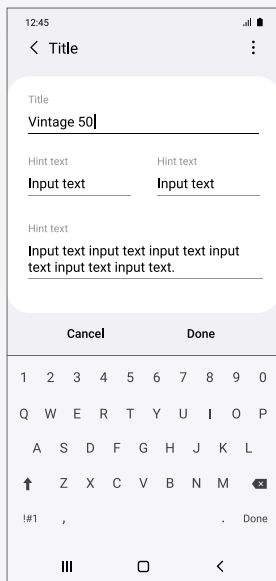 12:45
Title
Title
Vintage 50
Hint text Hint text
Input text Input text
Hint text
Input text input text input text input
text input text input text.
Cancel Done
1 2 3 4 5 6 7 8 9 0
Q W E R T Y U I O P
A S D F G H J K L
Z X C V B N M
!#1 , . Done